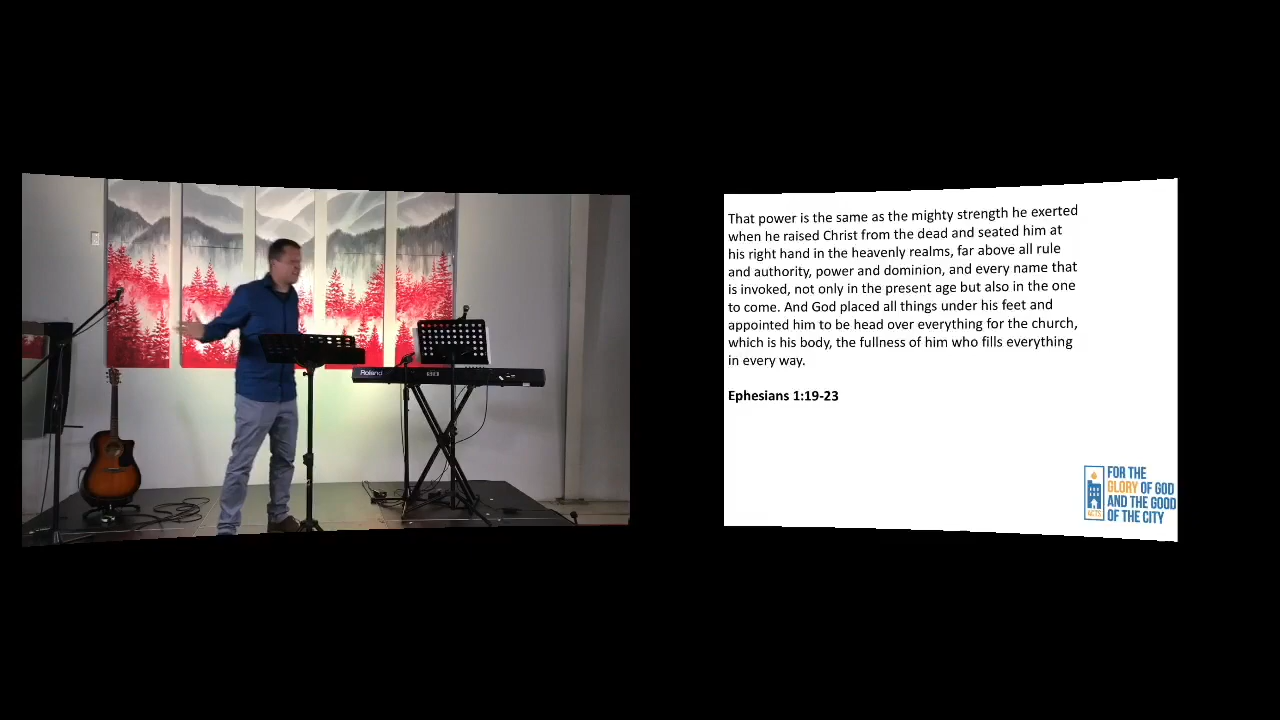 Roland
That power is the same as the mighty strength he exerted
when he raised Christ from the dead and seated him at
his right hand in the heavenly realms, far above all rule
and authority, power and dominion, and every name that
is invoked, not only in the present age but also in the one
to come. And God placed all things under his feet and
appointed him to be head over everything for the church,
which is his body, the fullness of him who fills everything
in every way.
Ephesians 1:19-23
ACTS
FOR THE
GLORY OF GOD
AND THE GOOD
OF THE CITY